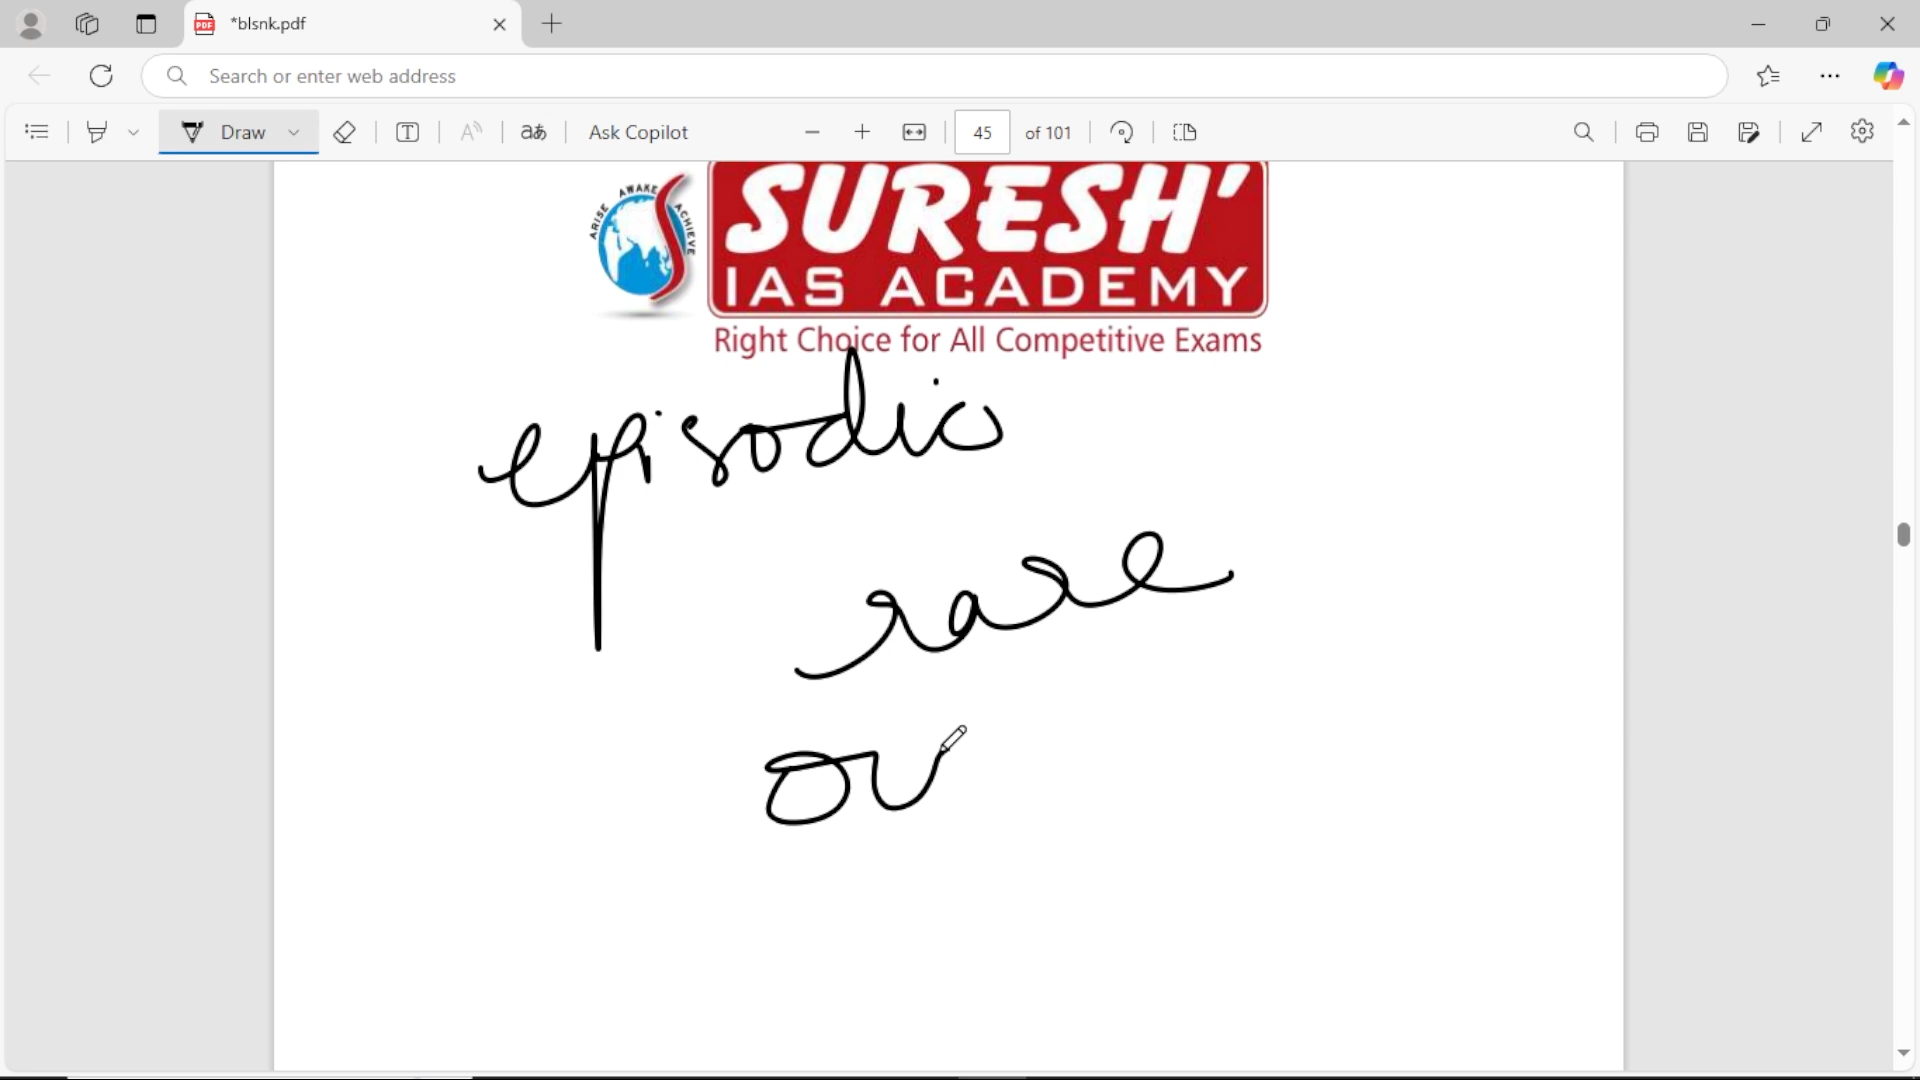 *blsnk.pdf
Search or enter web address
Draw
Ask Copilot
45 of 101
ARISE AWAKE ACHIEVE
SURESH'
IAS ACADEMY
Right Choice for All Competitive Exams
episodic
rare
ov